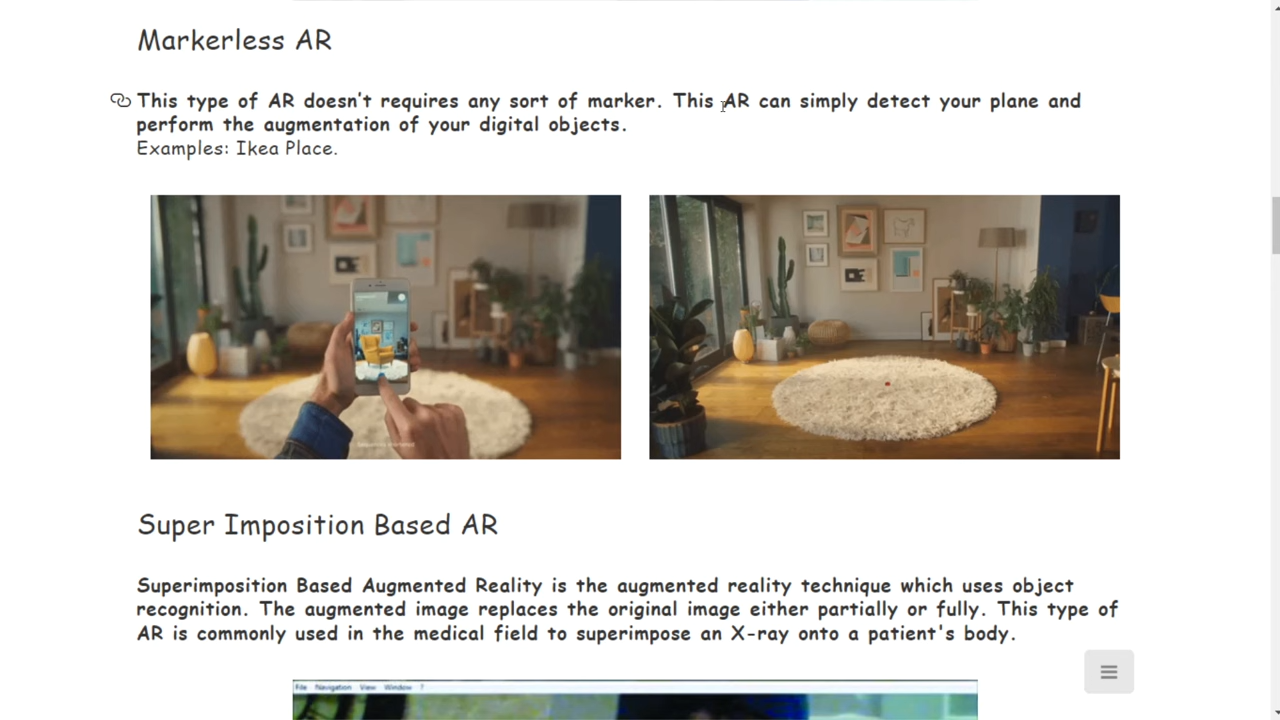 Markerless AR
This type of AR doesn't requires any sort of marker. This AR can simply detect your plane and
perform the augmentation of your digital objects.
Examples: Ikea Place.
Super Imposition Based AR
Superimposition Based Augmented Reality is the augmented reality technique which uses object
recognition. The augmented image replaces the original image either partially or fully. This type of
AR is commonly used in the medical field to superimpose an X-ray onto a patient's body.
File Navigation View Window ?